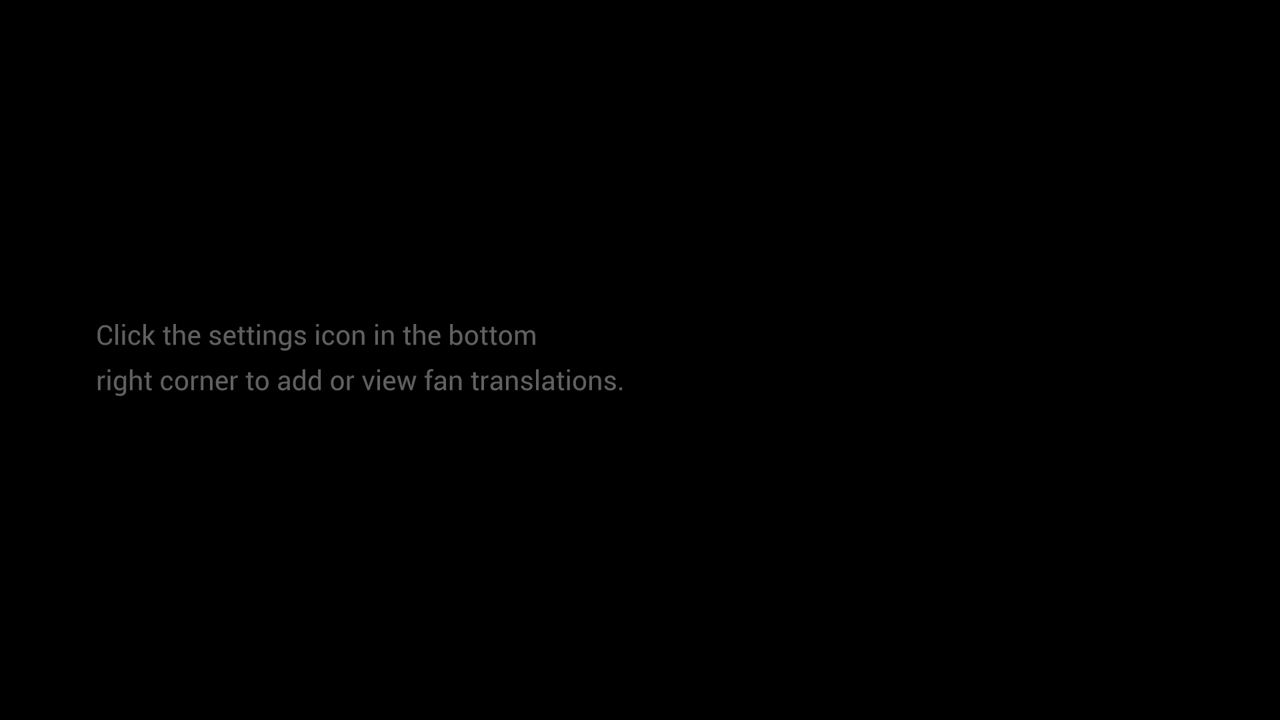 Click the settings icon in the bottom
right corner to add or view fan translations.